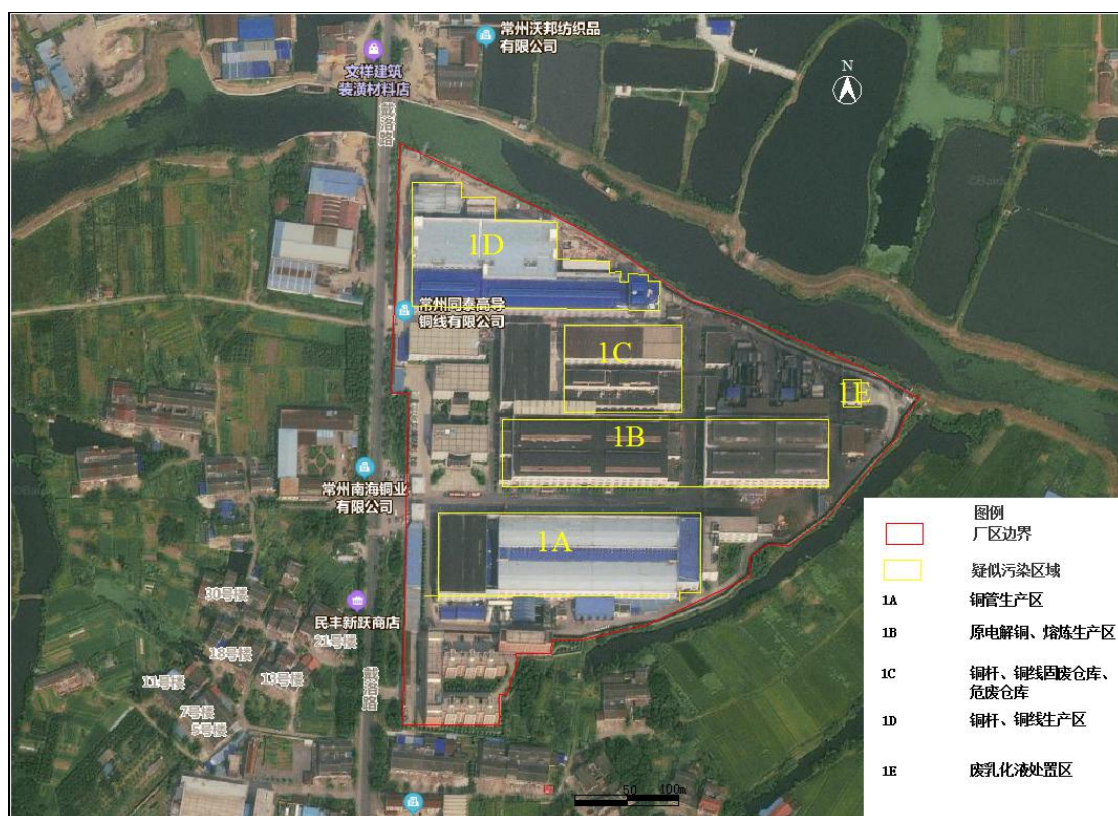 常州沃邦纺织品
有限公司
文样建筑
装潢材料店
N
戴洛路
©Baidu
1D
常州同泰高导
铜线有限公司
1C
1E
1B
常州南海铜业
有限公司
1A
图例
厂区边界
疑似污染区域
1A 铜管生产区
1B 原电解铜、熔炼生产区
1C 铜杆、铜线固废仓库、
危废仓库
1D 铜杆、铜线生产区
1E 废乳化液处置区
30号楼
民丰新跃商店
21号楼
18号楼
13号楼
11号楼
戴洛路
7号楼
5号楼
50 100m